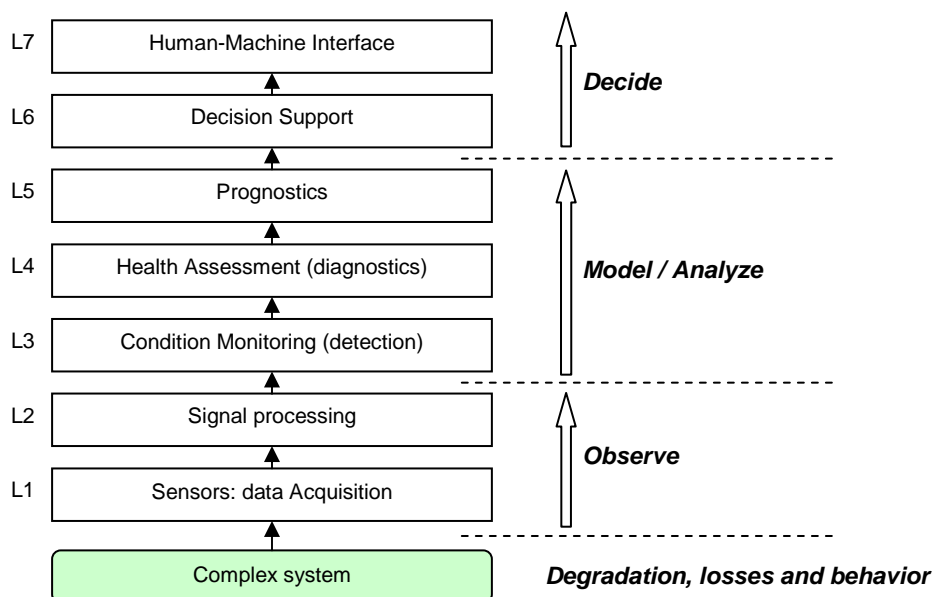 L7 Human-Machine Interface
Decide
L6 Decision Support
L5 Prognostics
L4 Health Assessment (diagnostics)
Model / Analyze
L3 Condition Monitoring (detection)
L2 Signal processing
Observe
L1 Sensors: data Acquisition
Complex system Degradation, losses and behavior